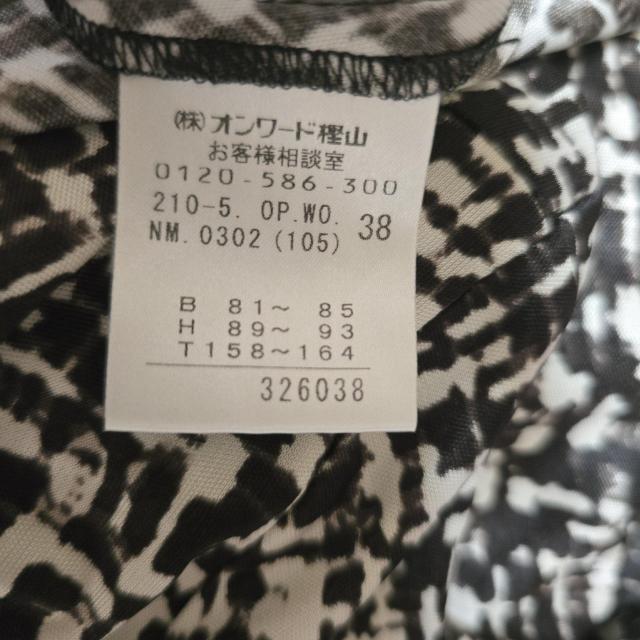 (株)オンワード樫山
お客様相談室
0120-586-300
210-5. OP.WO. 38
NM. 0302 (105)
B 81〜 85
H 89〜 93
T 158〜164
326038